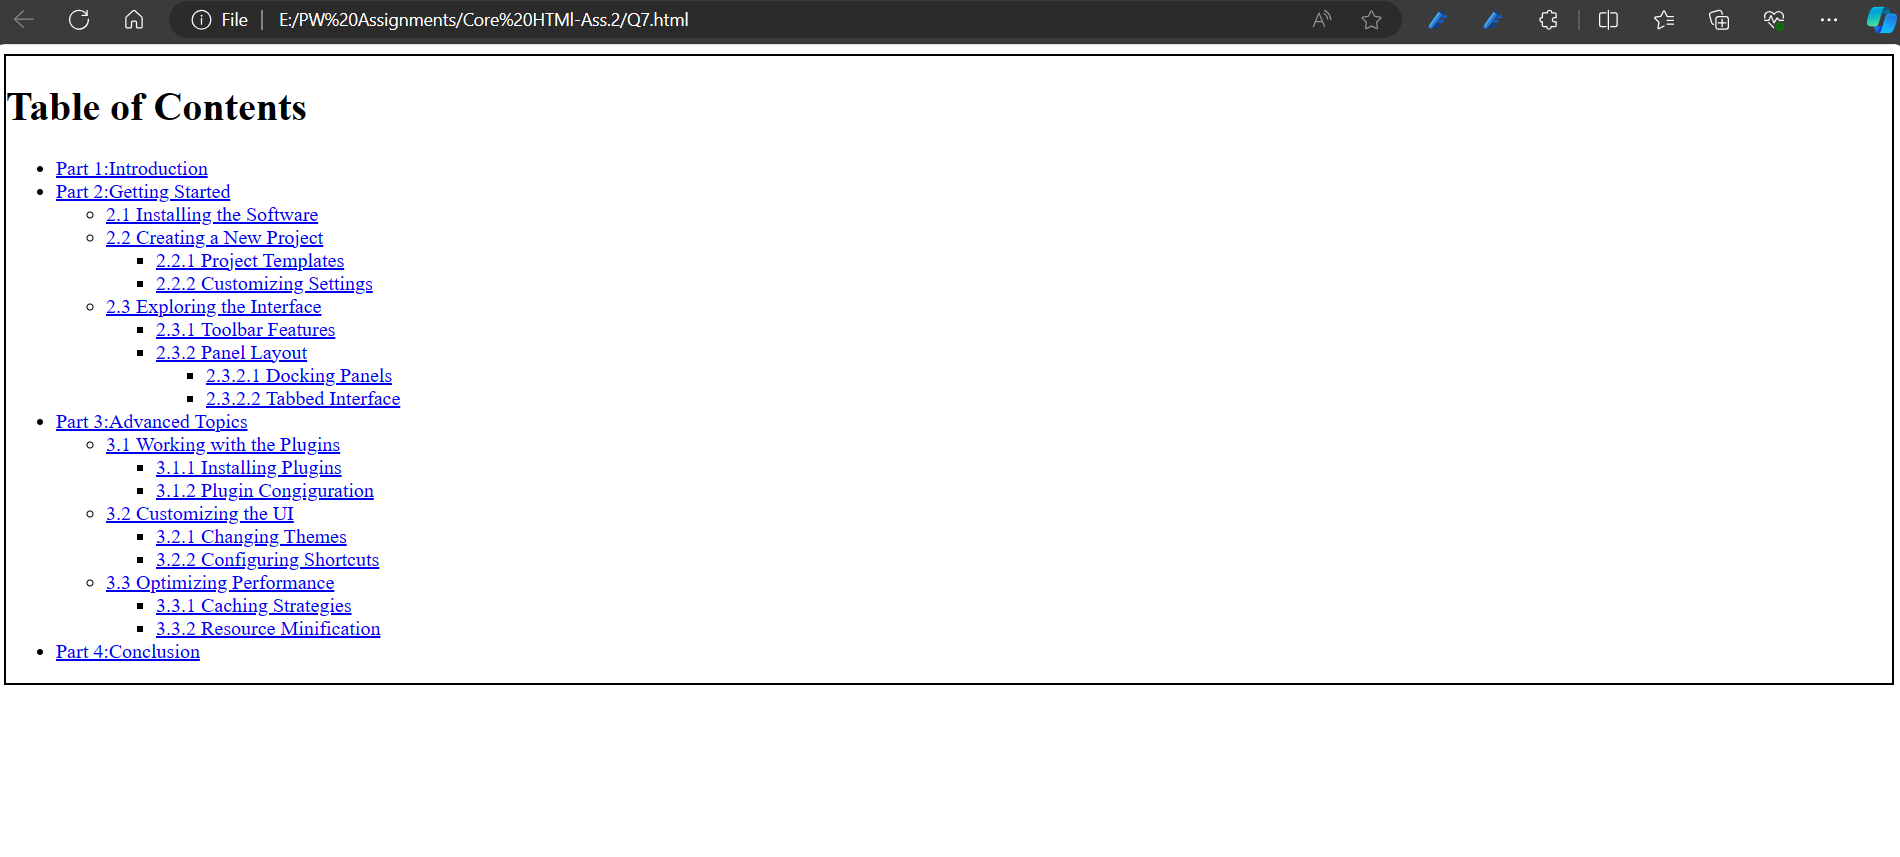 File
E:/PW%20Assignments/Core%20HTMl-Ass.2/Q7.html
Table of Contents
Part 1:Introduction
Part 2:Getting Started
2.1 Installing the Software
2.2 Creating a New Project
2.2.1 Project Templates
2.2.2 Customizing Settings
2.3 Exploring the Interface
2.3.1 Toolbar Features
2.3.2 Panel Layout
2.3.2.1 Docking Panels
2.3.2.2 Tabbed Interface
Part 3:Advanced Topics
3.1 Working with the Plugins
3.1.1 Installing Plugins
3.1.2 Plugin Congiguration
3.2 Customizing the UI
3.2.1 Changing Themes
3.2.2 Configuring Shortcuts
3.3 Optimizing Performance
3.3.1 Caching Strategies
3.3.2 Resource Minification
Part 4:Conclusion